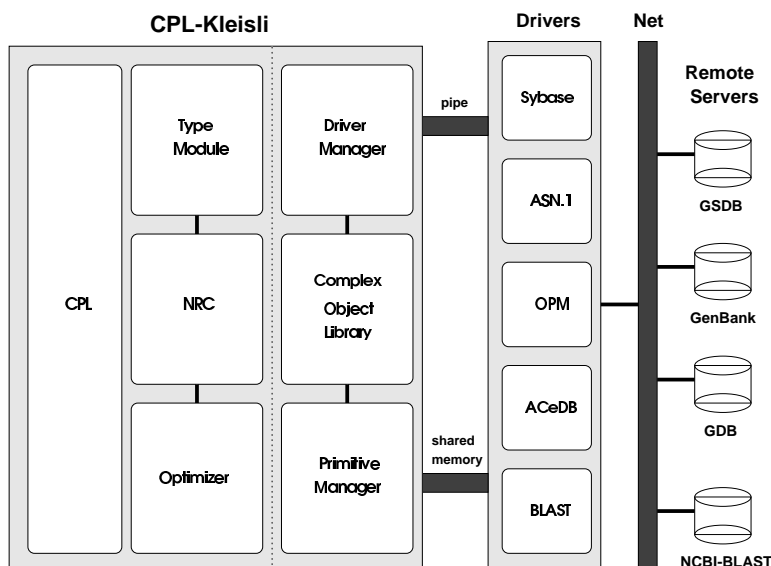 CPL-Kleisli
Drivers
Net
Remote
Servers
CPL
Type
Module
NRC
Optimizer
Driver
Manager
Complex
Object
Library
Primitive
Manager
pipe
shared
memory
Sybase
ASN.1
OPM
ACeDB
BLAST
GSDB
GenBank
GDB
NCBI-BLAST